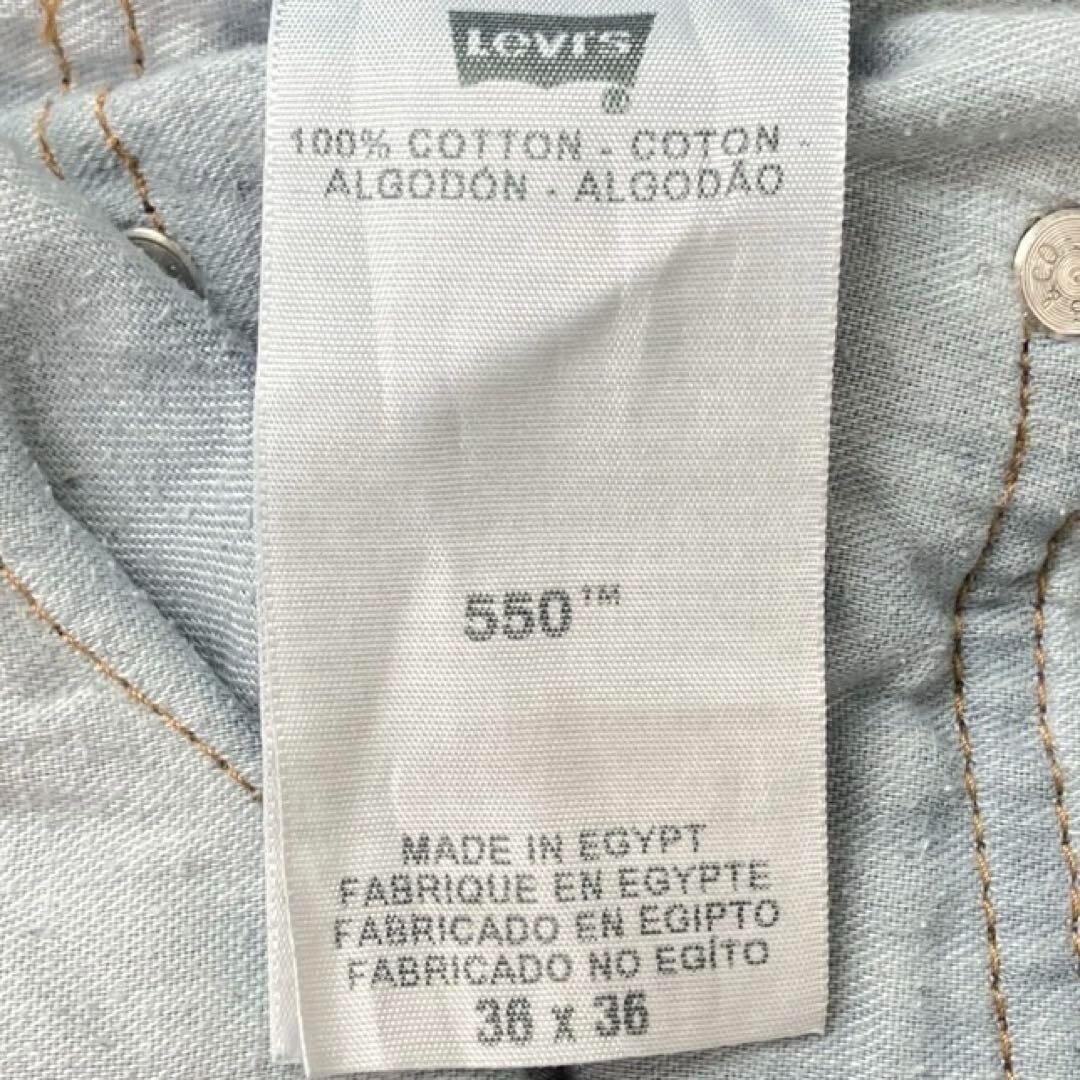 LEVI'S
®
100% COTTON - COTON -
ALGODÓN - ALGODÃO
550™
MADE IN EGYPT
FABRIQUE EN EGYPTE
FABRICADO EN EGIPTO
FABRICADO NO EGÍTO
36 x 36